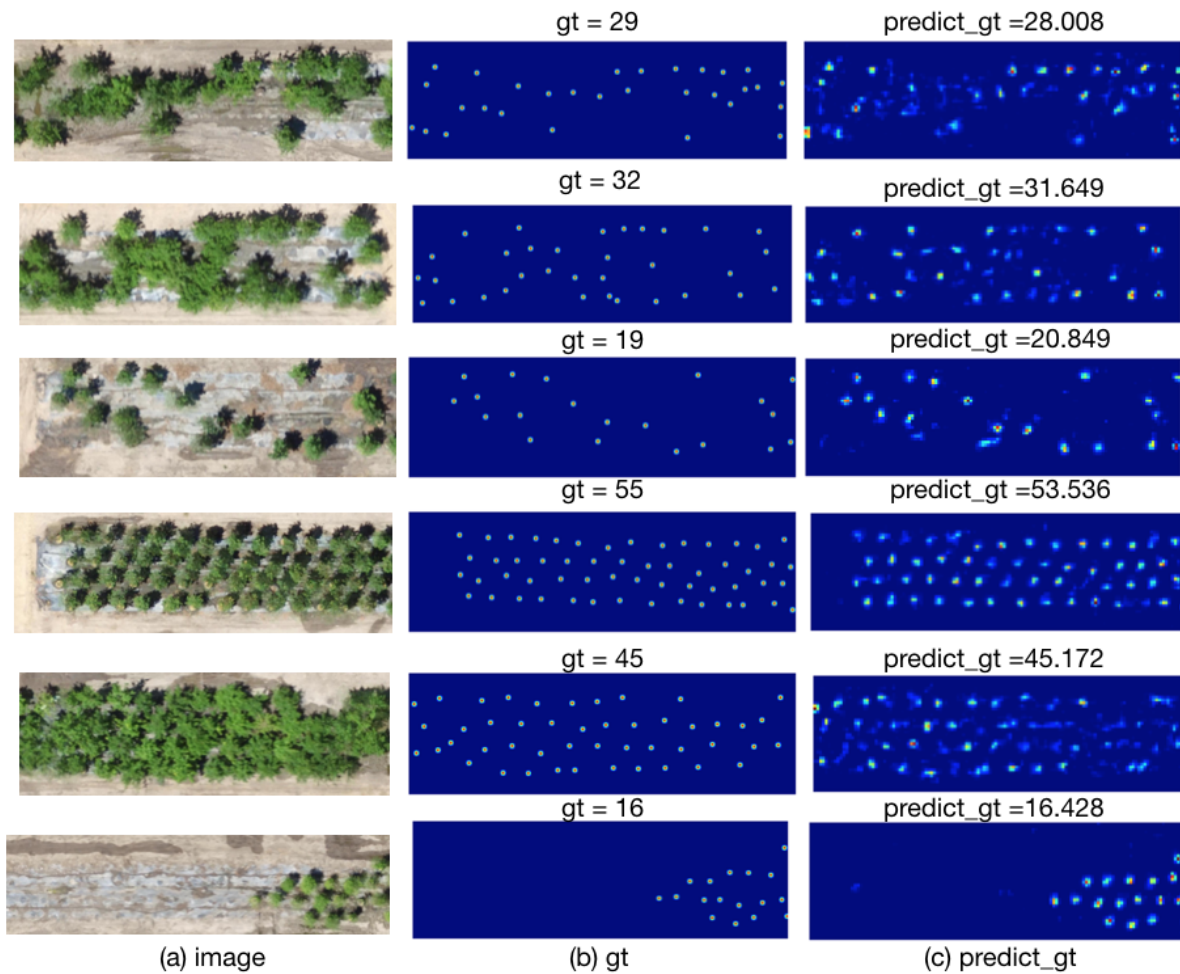 gt = 29
predict_gt =28.008
gt = 32
predict_gt =31.649
gt = 19
predict_gt =20.849
gt = 55
predict_gt =53.536
gt = 45
predict_gt =45.172
gt = 16
predict_gt =16.428
(a) image
(b) gt
(c) predict_gt